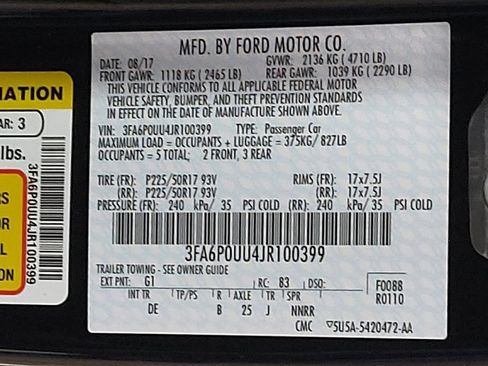 MFD. BY FORD MOTOR CO.
DATE: 08/17 GVWR: 2136 KG (4710 LB)
FRONT GAWR: 1118 KG (2465 LB) REAR GAWR: 1039 KG (2290 LB)
THIS VEHICLE CONFORMS TO ALL APPLICABLE FEDERAL MOTOR
VEHICLE SAFETY, BUMPER, AND THEFT PREVENTION STANDARDS
IN EFFECT ON THE DATE OF MANUFACTURE SHOWN ABOVE.
VIN: 3FA6P0UU4JR100399 TYPE: Passenger Car
MAXIMUM LOAD = OCCUPANTS + LUGGAGE = 375KG/827LB
OCCUPANTS = 5 TOTAL; 2 FRONT, 3 REAR
TIRE (FR): P225/50R17 93V RIMS (FR): 17x7.5J
(RR): P225/50R17 93V (RR): 17x7.5J
PRESSURE (FR): 240 kPa/ 35 PSI COLD (RR): 240 kPa/ 35 PSI COLD
3FA6P0UU4JR100399
TRAILER TOWING - SEE OWNER GUIDE
EXT PNT: G1 RC: 83 DSO: F0088
INT TR TP/PS R AXLE TR SPR R0110
DE B 25 J NNRR
CMC 5U5A-5420472-AA
MATION
AR: 3
lbs.
RS
OR
L
ION
3FA6P0UU4JR100399